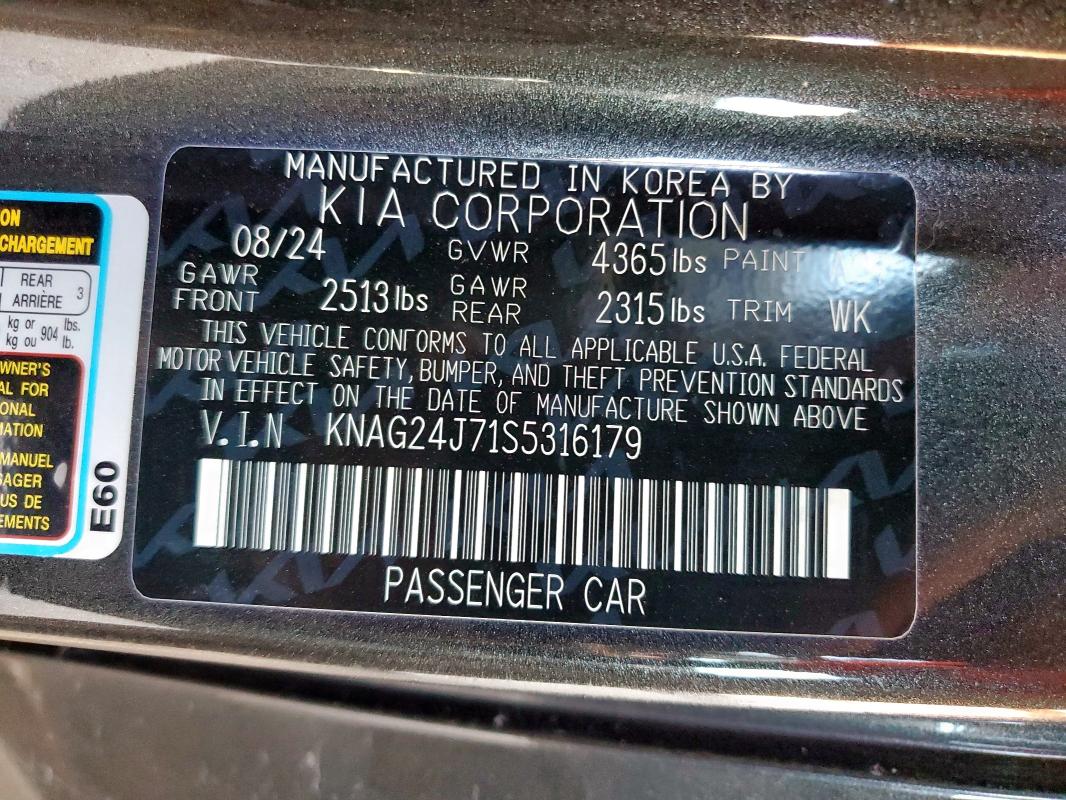 MANUFACTURED IN KOREA BY
KIA CORPORATION
08/24 GVWR 4365 lbs PAINT
GAWR FRONT 2513 lbs GAWR REAR 2315 lbs TRIM WK
THIS VEHICLE CONFORMS TO ALL APPLICABLE U.S.A. FEDERAL
MOTOR VEHICLE SAFETY, BUMPER, AND THEFT PREVENTION STANDARDS
IN EFFECT ON THE DATE OF MANUFACTURE SHOWN ABOVE
V.I.N KNAG24J71S5316179
PASSENGER CAR
ON
CHARGEMENT
REAR
ARRIÈRE 3
kg or 904 lbs.
kg ou lb.
OWNER'S
AL FOR
ONAL
MATION
MANUEL
SAGER
US DE
EMENTS
E60